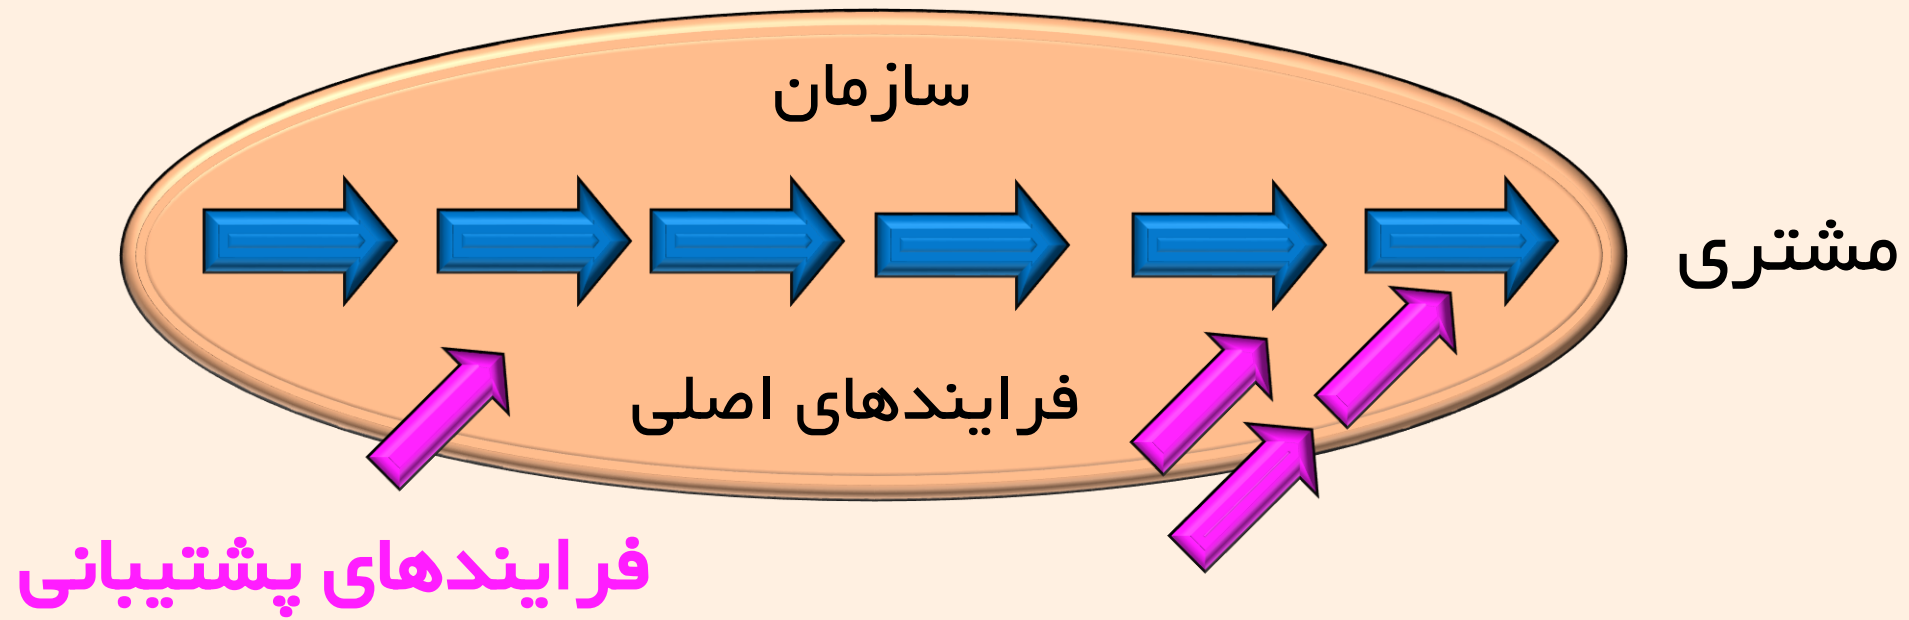 سازمان
مشتری
فرایندهای اصلی
فرایندهای پشتیبانی